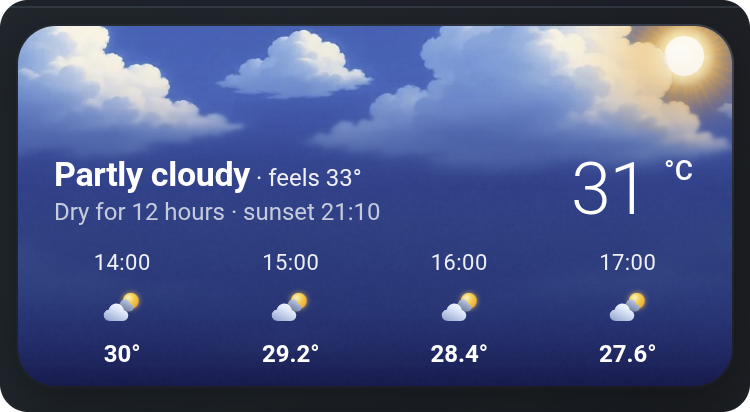 Partly cloudy · feels 33°
31 °C
Dry for 12 hours · sunset 21:10
14:00 15:00 16:00 17:00
30° 29.2° 28.4° 27.6°